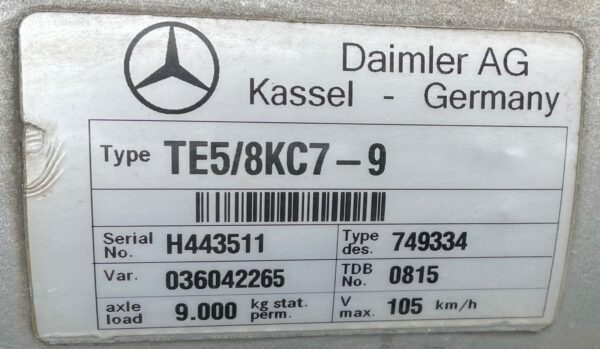 Daimler AG
Kassel - Germany
Type TE5/8KC7-9
Serial No. H443511 Type des. 749334
Var. 036042265 TDB No. 0815
axle load 9.000 kg stat. perm. V max. 105 km/h